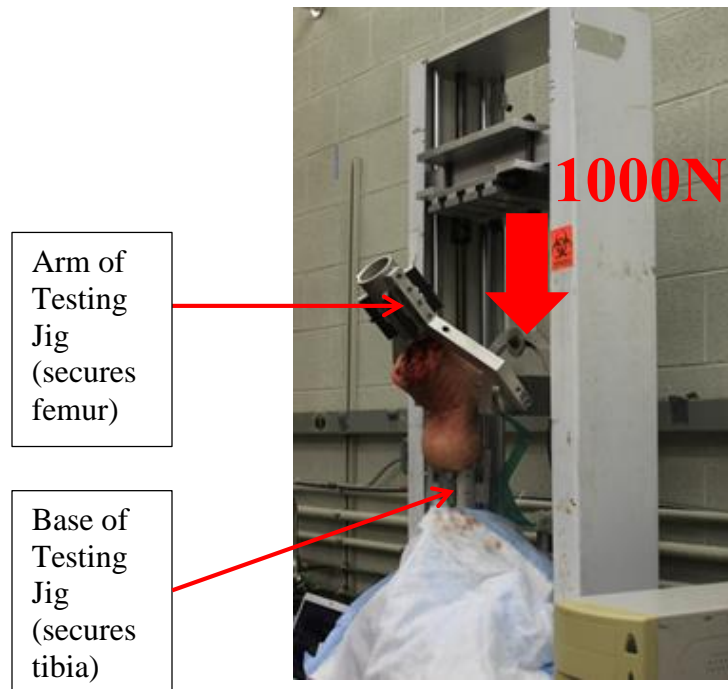 1000N
Arm of
Testing
Jig
(secures
femur)
Base of
Testing
Jig
(secures
tibia)